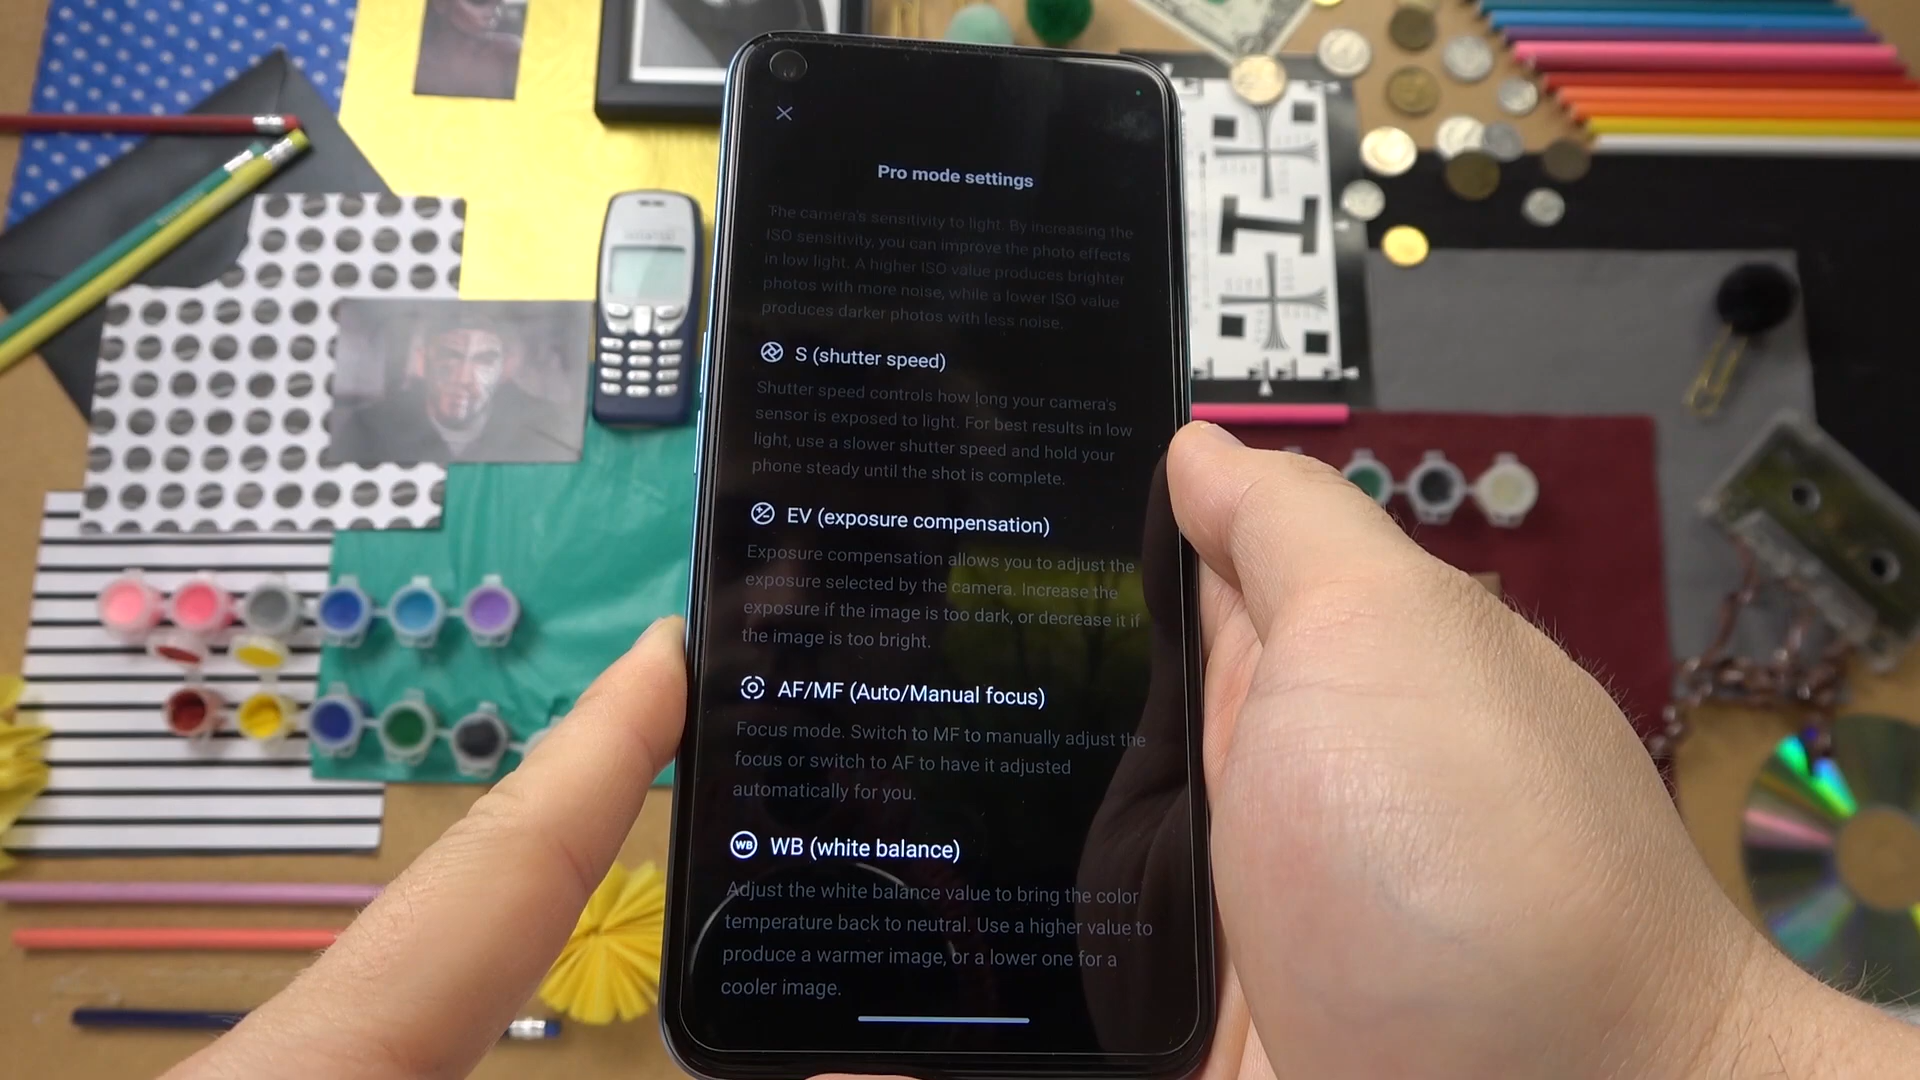 Pro mode settings
The camera's sensitivity to light. By increasing the
ISO sensitivity, you can improve the photo effects
in low light. A higher ISO value produces brighter
photos with more noise, while a lower ISO value
produces darker photos with less noise.
S (shutter speed)
Shutter speed controls how long your camera's
sensor is exposed to light. For best results in low
light, use a slower shutter speed and hold your
phone steady until the shot is complete.
EV (exposure compensation)
Exposure compensation allows you to adjust the
exposure selected by the camera. Increase the
exposure if the image is too dark, or decrease it if
the image is too bright.
AF/MF (Auto/Manual focus)
Focus mode. Switch to MF to manually adjust the
focus or switch to AF to have it adjusted
automatically for you.
WB WB (white balance)
Adjust the white balance value to bring the color
temperature back to neutral. Use a higher value to
produce a warmer image, or a lower one for a
cooler image.